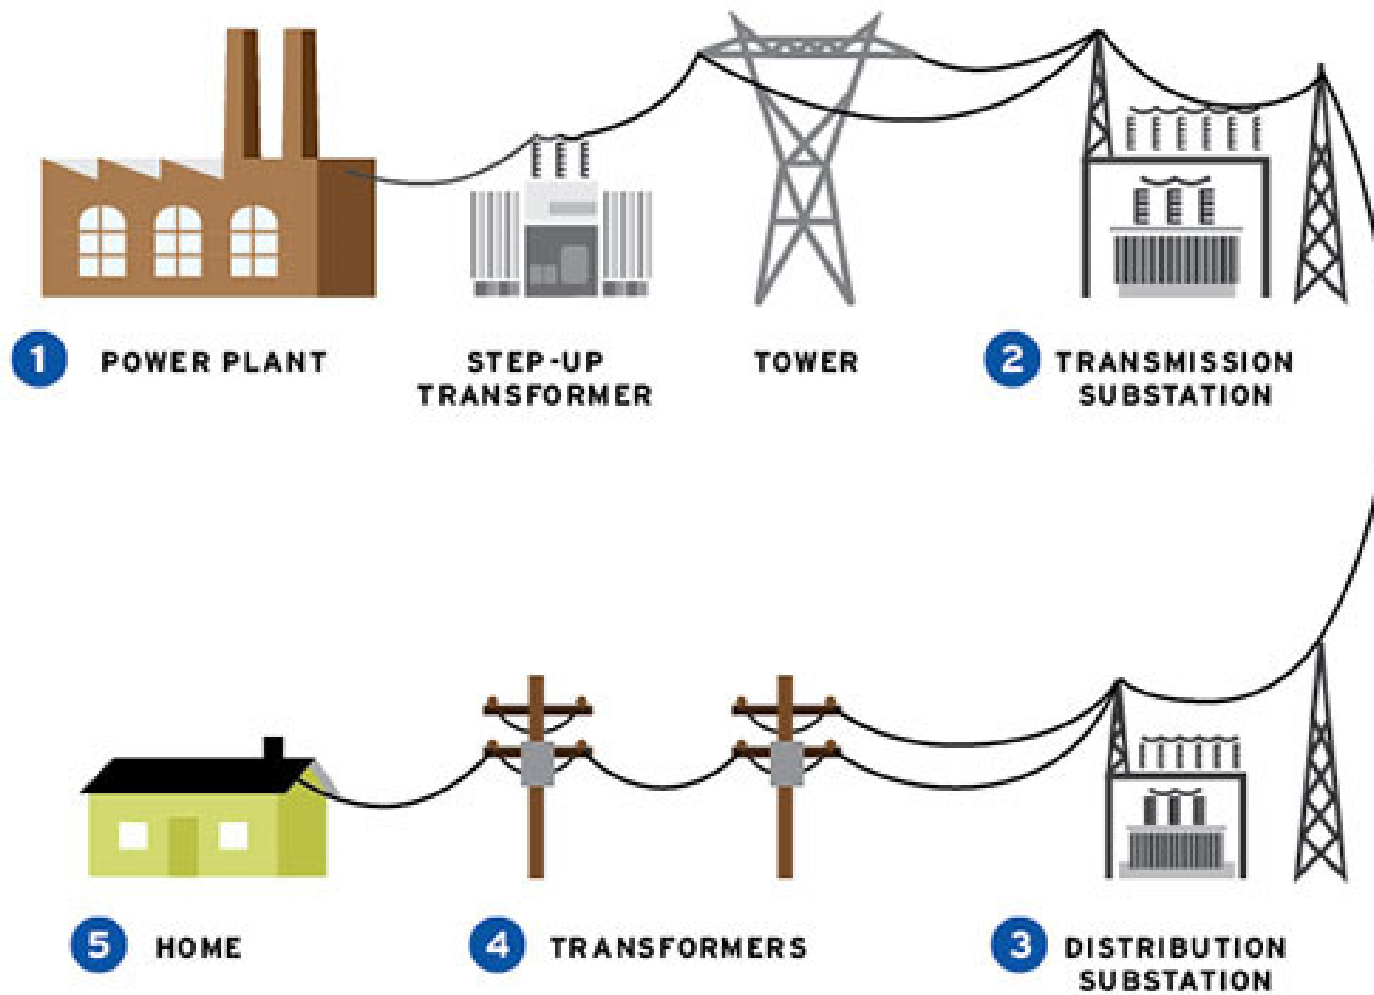 1 POWER PLANT
STEP-UP
TRANSFORMER
TOWER
2 TRANSMISSION
SUBSTATION
5 HOME
4 TRANSFORMERS
3 DISTRIBUTION
SUBSTATION